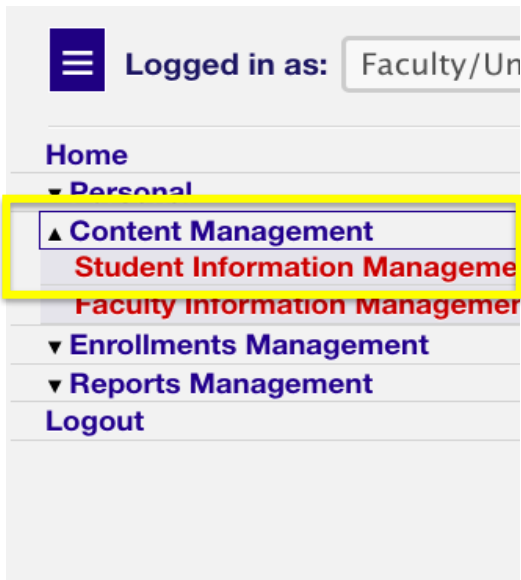 Logged in as: Faculty/Un
Home
Personal
Content Management
Student Information Manageme
Faculty Information Managemen
Enrollments Management
Reports Management
Logout